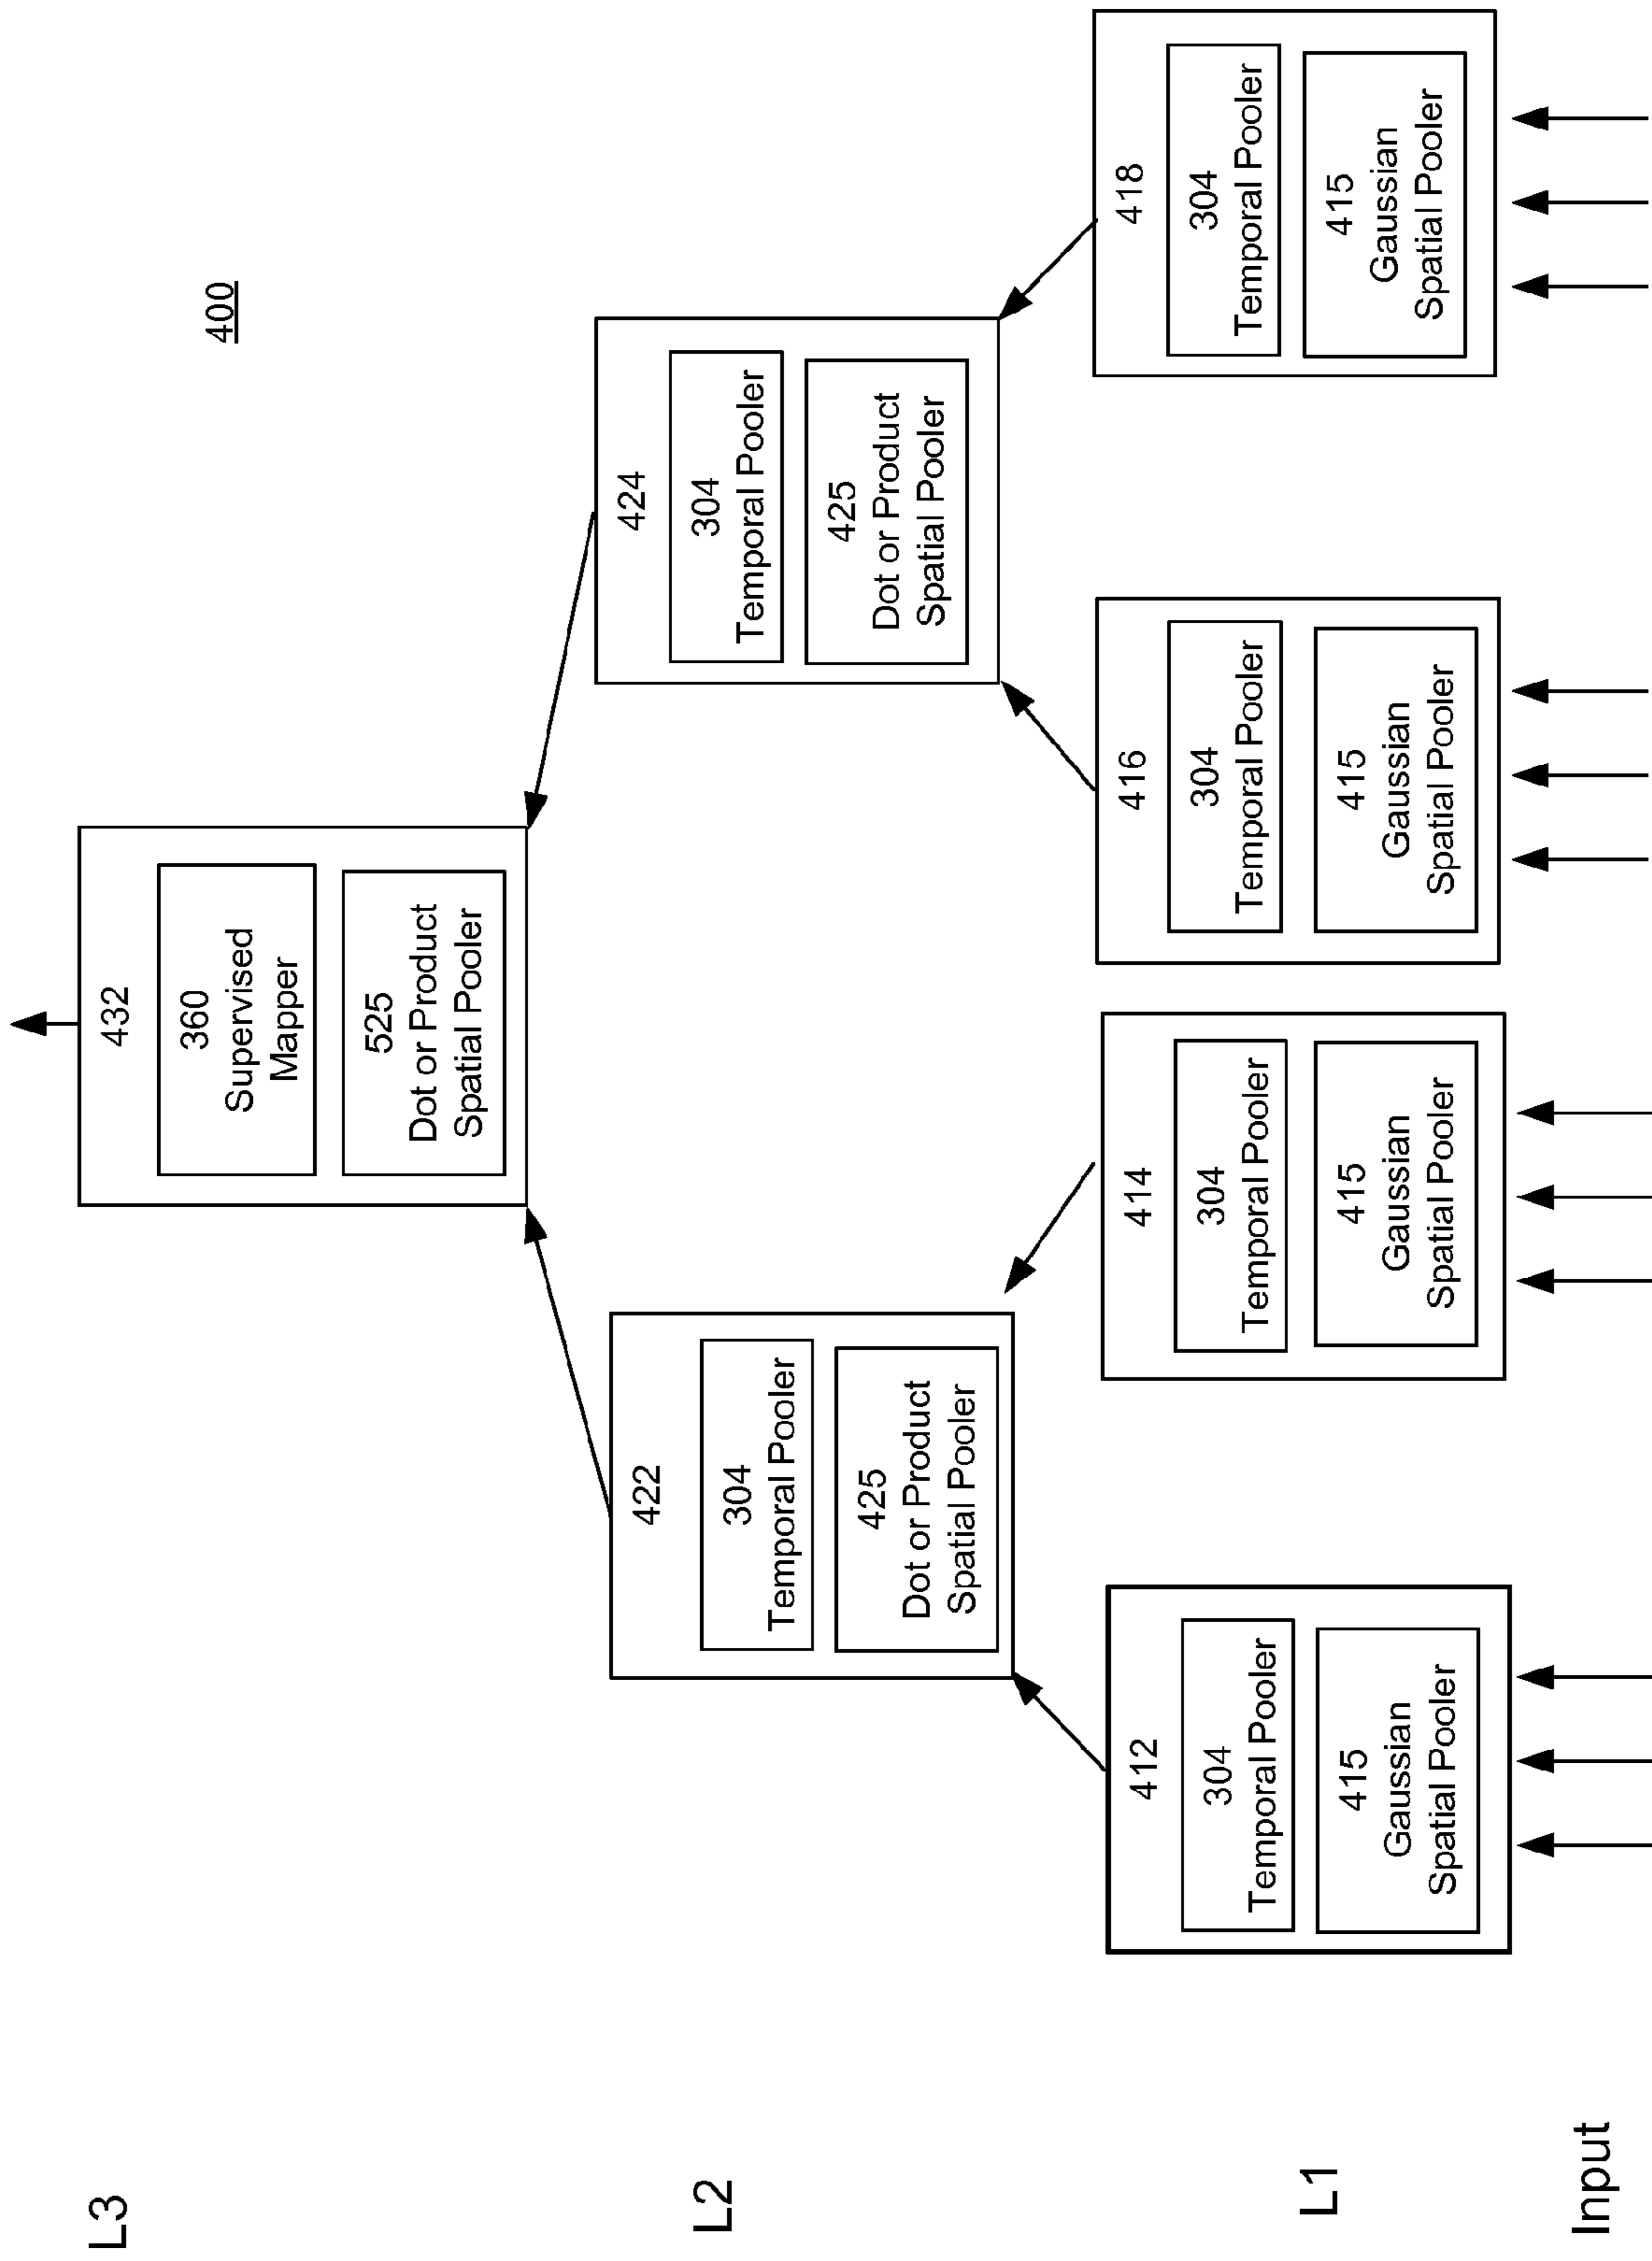 400
L3
432
360
Supervised
Mapper
525
Dot or Product
Spatial Pooler
L2
422
304
Temporal Pooler
425
Dot or Product
Spatial Pooler
424
304
Temporal Pooler
425
Dot or Product
Spatial Pooler
L1
412
304
Temporal Pooler
415
Gaussian
Spatial Pooler
414
304
Temporal Pooler
415
Gaussian
Spatial Pooler
416
304
Temporal Pooler
415
Gaussian
Spatial Pooler
418
304
Temporal Pooler
415
Gaussian
Spatial Pooler
Input